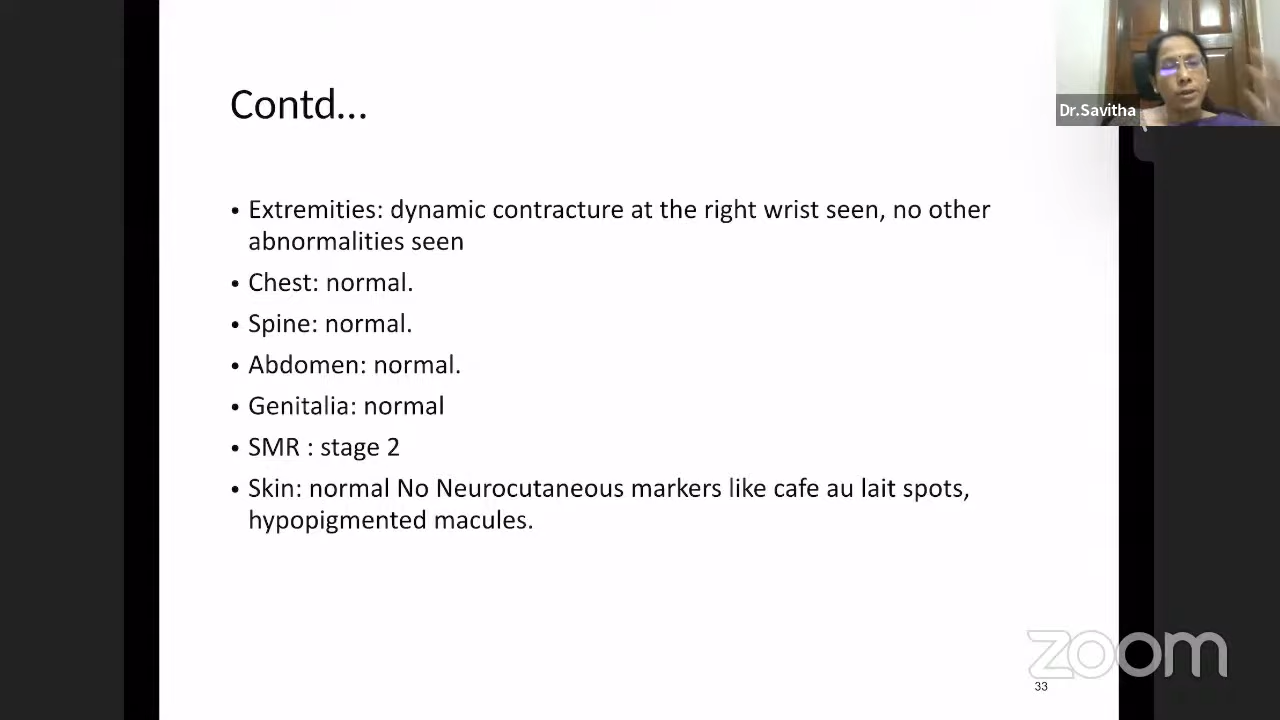 Contd...
Dr.Savitha
• Extremities: dynamic contracture at the right wrist seen, no other
abnormalities seen
• Chest: normal.
• Spine: normal.
• Abdomen: normal.
• Genitalia: normal
• SMR : stage 2
• Skin: normal No Neurocutaneous markers like cafe au lait spots,
hypopigmented macules.
zoom
33